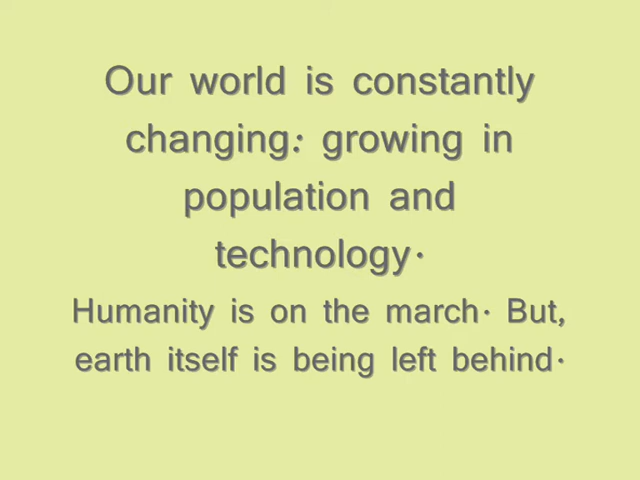 Our world is constantly
changing: growing in
population and
technology.
Humanity is on the march. But,
earth itself is being left behind.